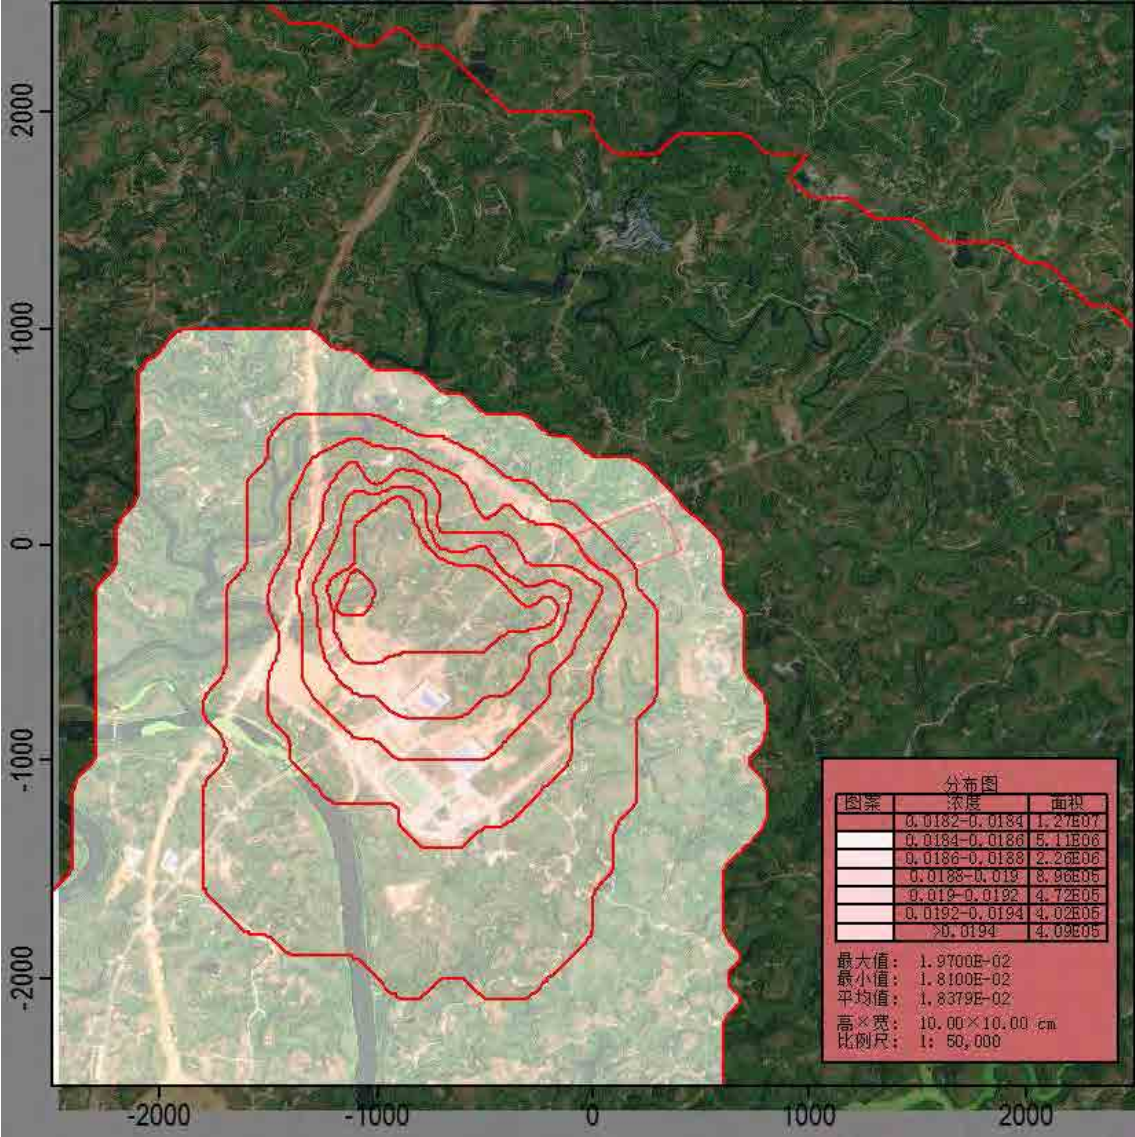 2000
1000
0
-1000
-2000
-2000 -1000 0 1000 2000
分布图
图案 浓度 面积
0.0182-0.0184 1.27E07
0.0184-0.0186 5.11E06
0.0186-0.0188 2.26E06
0.0188-0.019 8.96E05
0.019-0.0192 4.72E05
0.0192-0.0194 4.02E05
>0.0194 4.09E05
最大值: 1.9700E-02
最小值: 1.8100E-02
平均值: 1.8379E-02
高×宽: 10.00×10.00 cm
比例尺: 1: 50,000